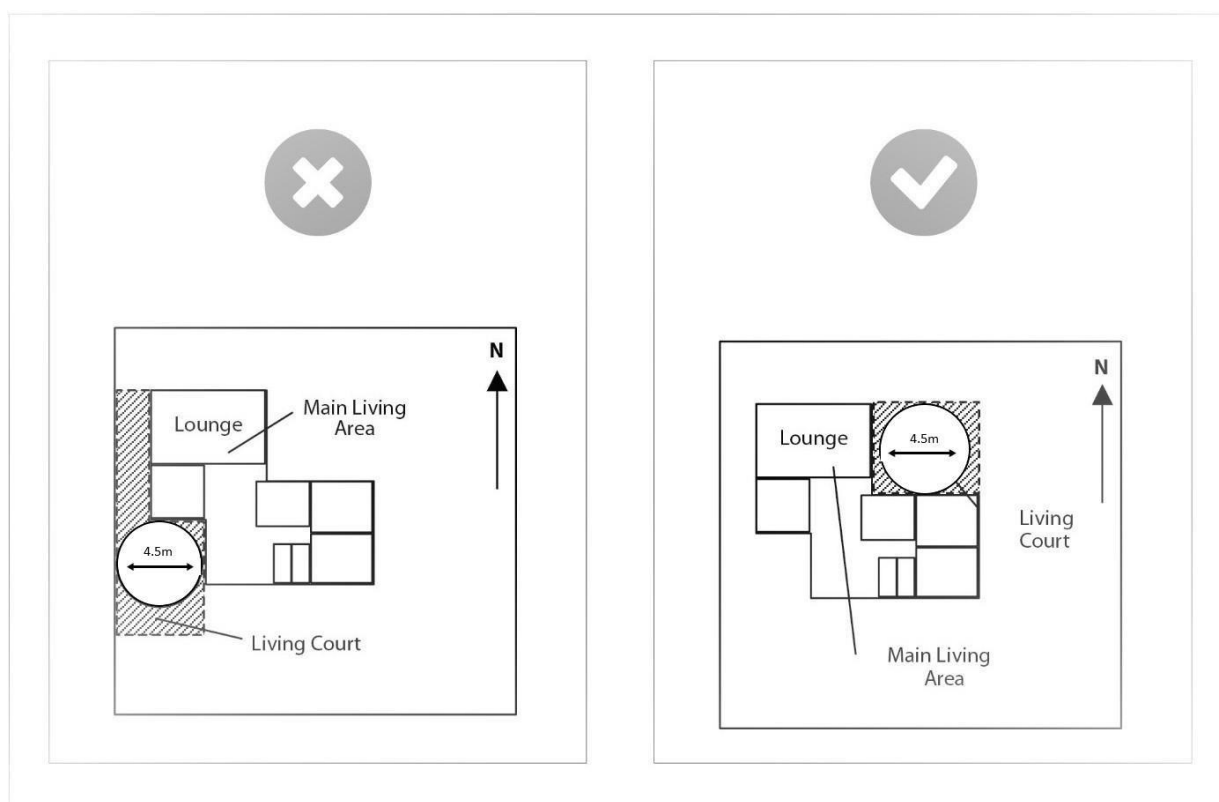 N
Lounge
Main Living
Area
4.5m
Living Court
N
Lounge
4.5m
Living
Court
Main Living
Area